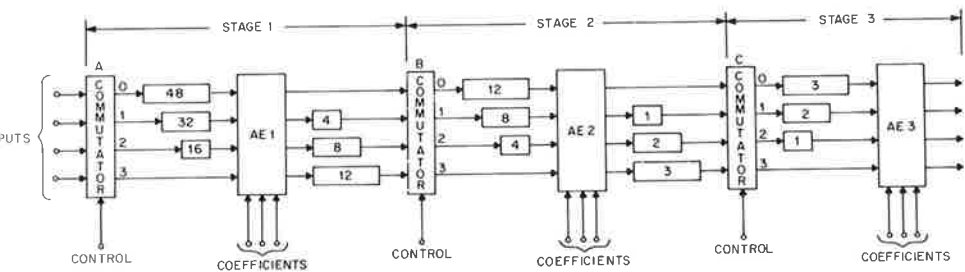 STAGE 1
STAGE 2
STAGE 3
A
B
C
PUTS
COMMUTATOR
0
1
2
3
48
32
16
AE 1
4
8
12
COMMUTATOR
0
1
2
3
12
8
4
AE 2
1
2
3
COMMUTATOR
0
1
2
3
3
2
1
AE 3
CONTROL
COEFFICIENTS
CONTROL
COEFFICIENTS
CONTROL
COEFFICIENTS